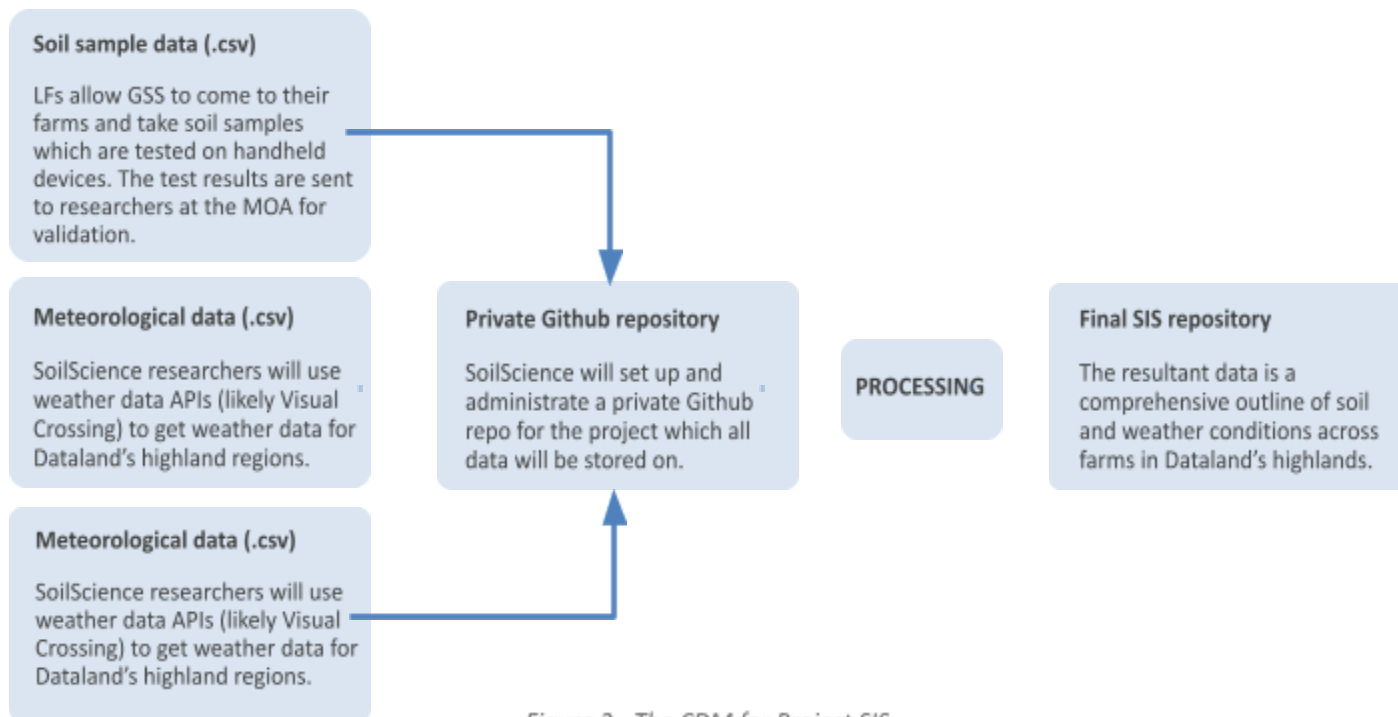 Soil sample data (.csv)
LFs allow GSS to come to their
farms and take soil samples
which are tested on handheld
devices. The test results are sent
to researchers at the MOA for
validation.
Meteorological data (.csv)
SoilScience researchers will use
weather data APIs (likely Visual
Crossing) to get weather data for
Dataland's highland regions.
Meteorological data (.csv)
SoilScience researchers will use
weather data APIs (likely Visual
Crossing) to get weather data for
Dataland's highland regions.
Private Github repository
SoilScience will set up and
administrate a private Github
repo for the project which all
data will be stored on.
PROCESSING
Final SIS repository
The resultant data is a
comprehensive outline of soil
and weather conditions across
farms in Dataland's highlands.